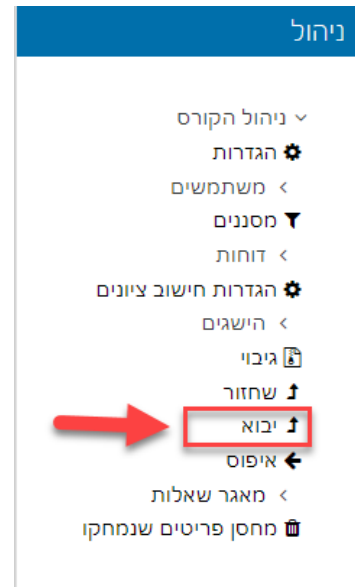 ניהול
ניהול הקורס
הגדרות
משתמשים
מסננים
דוחות
הגדרות חישוב ציונים
הישגים
גיבוי
שחזור
יבוא
איפוס
מאגר שאלות
מחסן פריטים שנמחקו